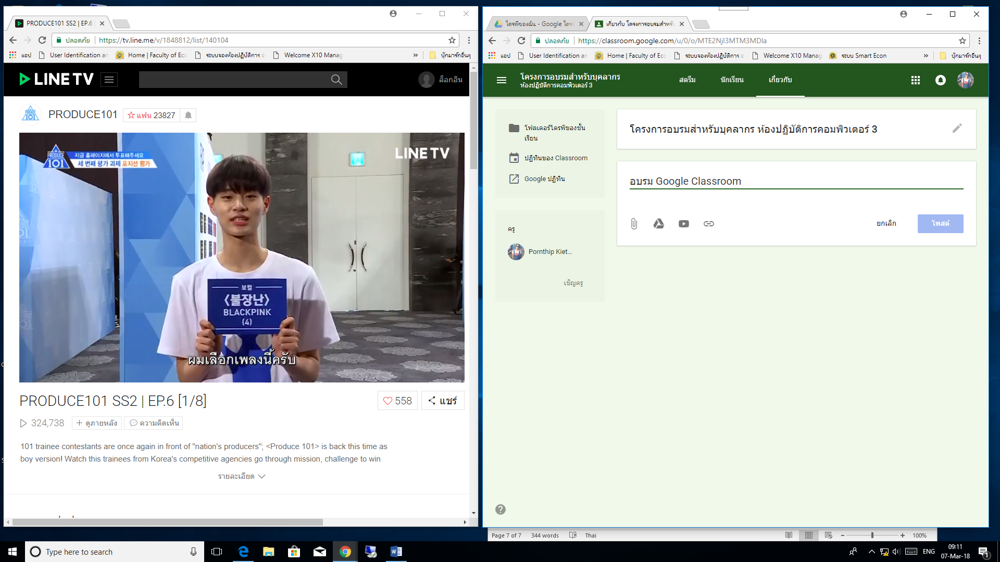 PRODUCE101 SS2 | EP.6
ปลอดภัย
https://tv.line.me/v/1848812/list/140104
แอป
User Identification an
Home | Faculty of Eco
ระบบจองห้องปฏิบัติการ
Welcome X10 Manag
»
บุ๊กมาร์กอื่นๆ
LINE TV
ล็อกอิน
PRODUCE101
แฟน 23827
PRODUCE 101
지금 홈페이지에서 투표해주세요
세 번째 평가 과제 포지션 평가
LINE TV
보컬
<불장난>
BLACKPINK
(4)
ผมเลือกเพลงนี้ครับ
PRODUCE101 SS2 | EP.6 [1/8]
558
แชร์
324,738
+ ดูภายหลัง
ความคิดเห็น
101 trainee contestants are once again in front of "nation's producers"; <Produce 101> is back this time as
boy version! Watch this trainees from Korea's competitive agencies go through mission, challenge to win
รายละเอียด
ไดรฟ์ของฉัน - Google ไดร
เกี่ยวกับ โครงการอบรมสำหรั
ปลอดภัย
https://classroom.google.com/u/0/o/MTE2NjI3MTM3MDla
แอป
User Identification an
Home | Faculty of Eco
ระบบจองห้องปฏิบัติการ
Welcome X10 Manag
ระบบ Smart Econ
»
บุ๊กมาร์กอื่นๆ
โครงการอบรมสำหรับบุคลากร
ห้องปฏิบัติการคอมพิวเตอร์ 3
สตรีม
นักเรียน
เกี่ยวกับ
โฟลเดอร์ไดรฟ์ของชั้น
เรียน
ปฏิทินของ Classroom
Google ปฏิทิน
ครู
Pornthip Kiet...
เชิญครู
โครงการอบรมสำหรับบุคลากร ห้องปฏิบัติการคอมพิวเตอร์ 3
อบรม Google Classroom
ยกเลิก
โพสต์
Page 7 of 7
344 words
Thai
100%
Type here to search
ENG
09:11
07-Mar-18
1